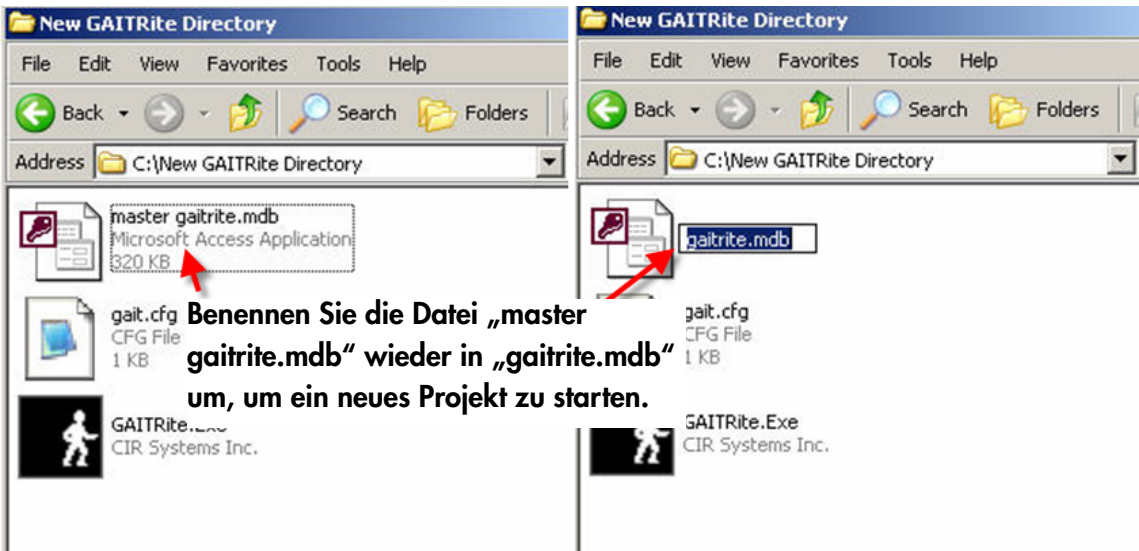 New GAITRite Directory
File Edit View Favorites Tools Help
Back Search Folders
Address C:\New GAITRite Directory
master gaitrite.mdb
Microsoft Access Application
320 KB
gait.cfg
CFG File
1 KB
GAITRite.Exe
CIR Systems Inc.
Benennen Sie die Datei „master
gaitrite.mdb“ wieder in „gaitrite.mdb“
um, um ein neues Projekt zu starten.
New GAITRite Directory
File Edit View Favorites Tools Help
Back Search Folders
Address C:\New GAITRite Directory
gaitrite.mdb
gait.cfg
CFG File
1 KB
GAITRite.Exe
CIR Systems Inc.